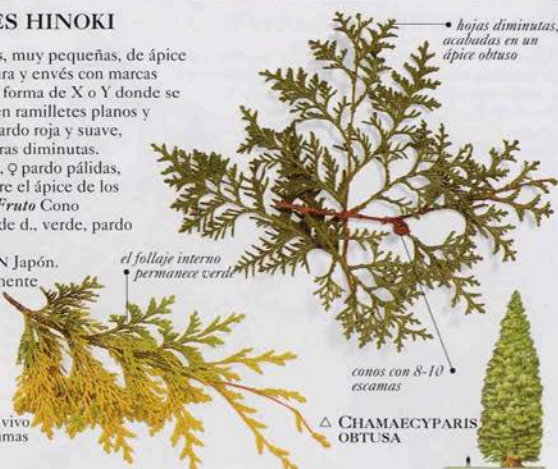 ES HINOKI
s, muy pequeñas, de ápice
ura y envés con marcas
forma de X o Y donde se
en ramilletes planos y
ardo roja y suave,
ras diminutas.
, ♀ pardo pálidas,
re el ápice de los
Fruto Cono
de d., verde, pardo
N Japón.
mente
vivo
mas
hojas diminutas,
acabadas en un
ápice obtuso
el follaje interno
permanece verde
conos con 8-10
escamas
△ CHAMAECYPARIS
OBTUSA